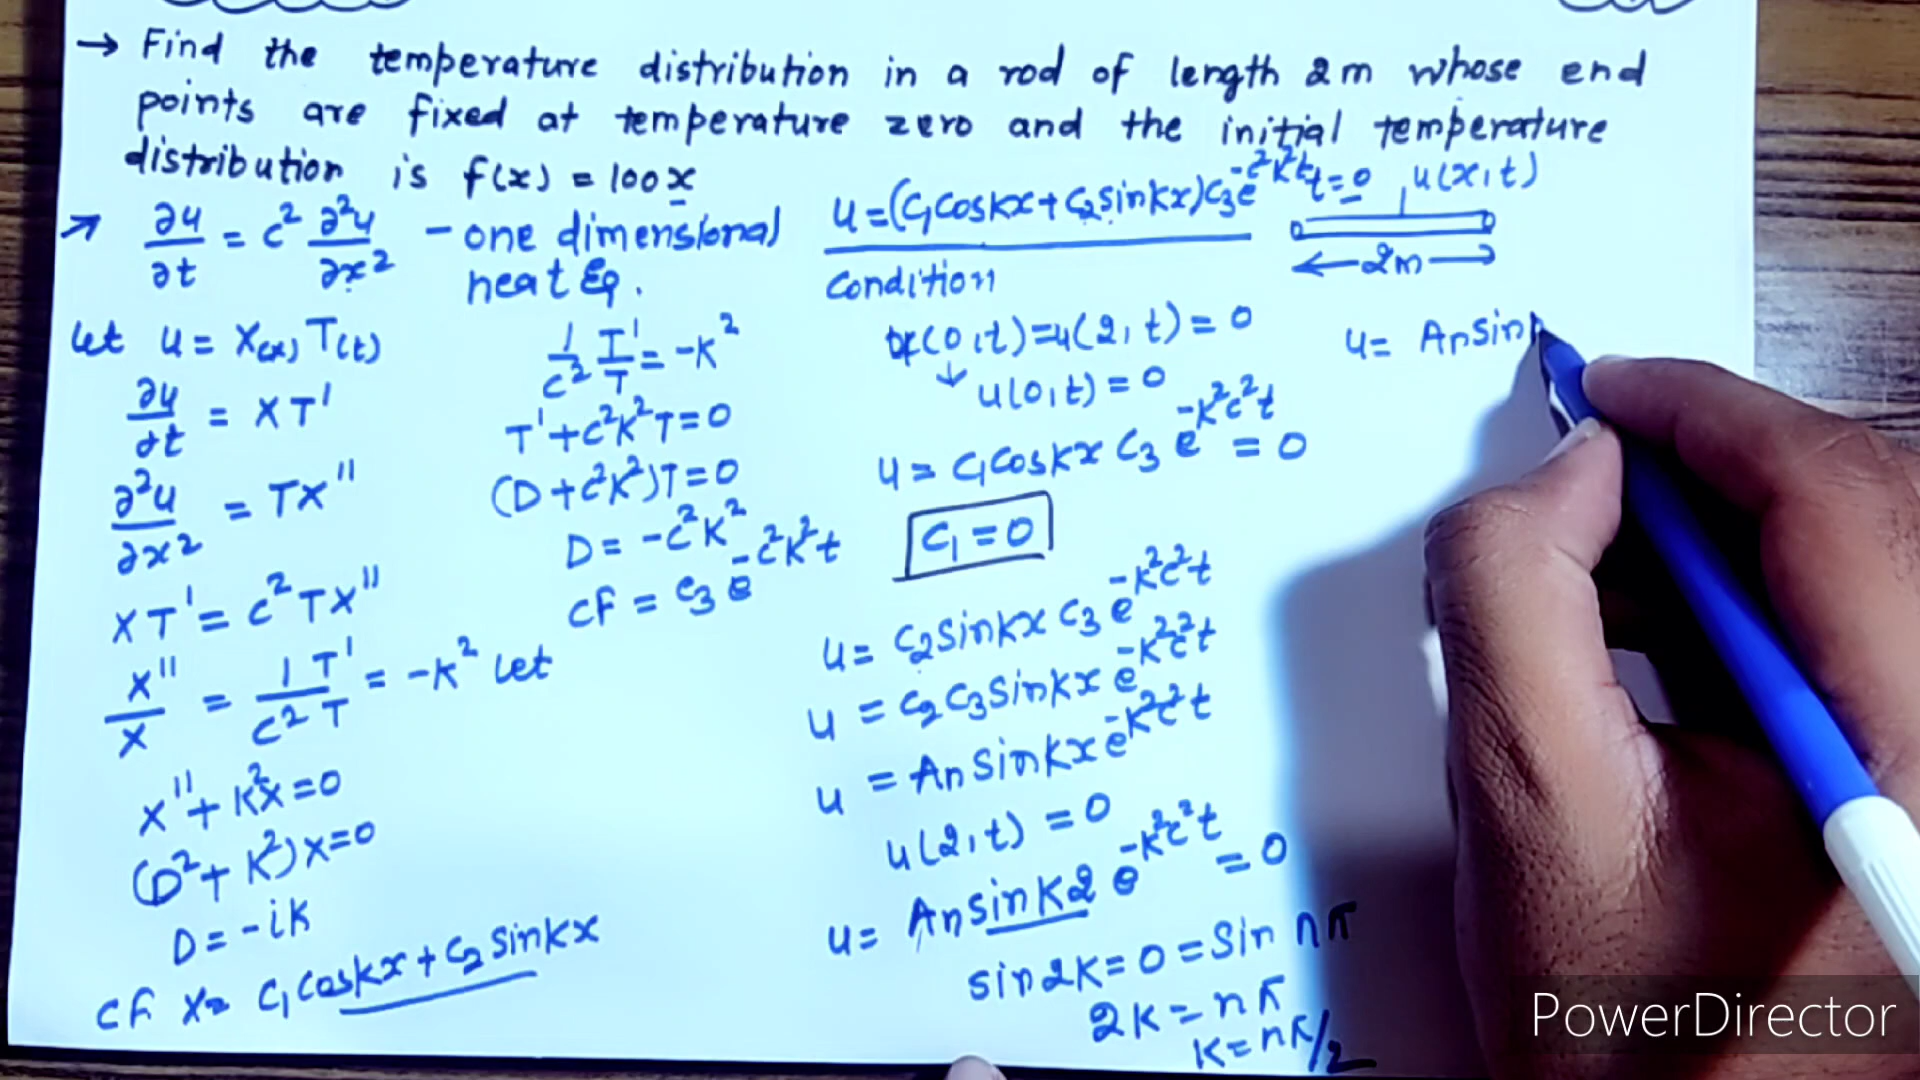 → Find the temperature distribution in a rod of length 2m whose end
points are fixed at temperature zero and the initial temperature
distribution is f(x) = 100x
→ ∂u/∂t = c² ∂²u/∂x² - one dimensional
heat Eq.
let u = X(x) T(t)
∂u/∂t = XT'
∂²u/∂x² = TX''
XT' = c²TX''
X''/X = 1/c² T'/T = -k² let
X'' + k²x = 0
(D² + k²)x = 0
D = -ik
CF X = c₁coskx + c₂sinkx
1/c² T'/T = -k²
T' + c²k²T = 0
(D + c²k²)T = 0
D = -c²k²
CF = c₃ e^-c²k²t
u = (c₁coskx + c₂sinkx)c₃e^-c²k²t
condition
u(0,t) = u(2,t) = 0
↓ u(0,t) = 0
u = c₁coskx c₃ e^-k²c²t = 0
c₁ = 0
u = c₂sinkx c₃ e^-k²c²t
u = c₂c₃sinkx e^-k²c²t
u = Ansinkx e^-k²c²t
u(2,t) = 0
u = Ansink2 e^-k²c²t = 0
sin2k = 0 = sin nπ
2k = nπ
k = nπ/2
t=0 u(x,t)
←2m→
u = Ansin
PowerDirector